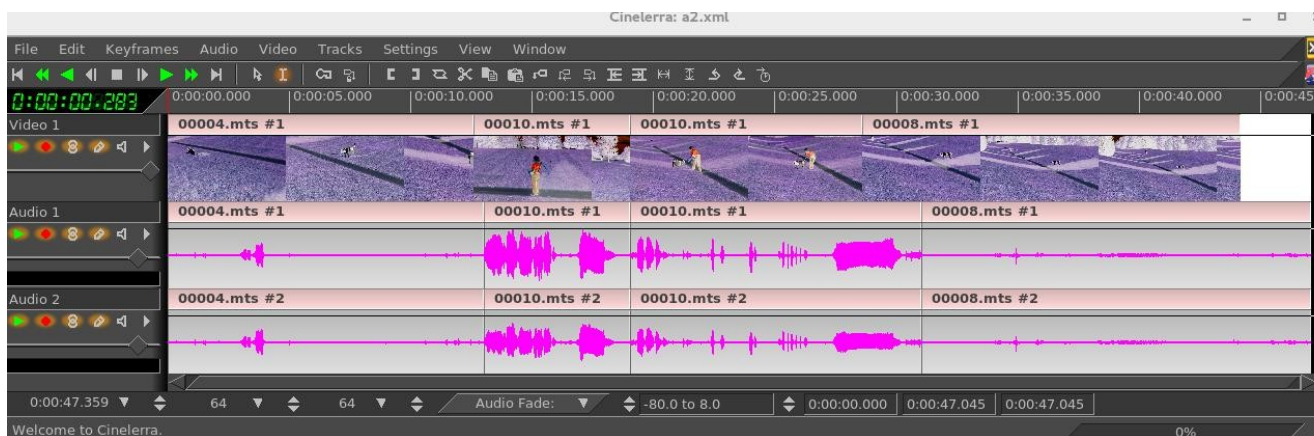 Cinelerra: a2.xml
File Edit Keyframes Audio Video Tracks Settings View Window
0:00:00.283 0:00:00.000 0:00:05.000 0:00:10.000 0:00:15.000 0:00:20.000 0:00:25.000 0:00:30.000 0:00:35.000 0:00:40.000 0:00:45
Video 1 00004.mts #1 00010.mts #1 00010.mts #1 00008.mts #1
Audio 1 00004.mts #1 00010.mts #1 00010.mts #1 00008.mts #1
Audio 2 00004.mts #2 00010.mts #2 00010.mts #2 00008.mts #2
0:00:47.359 64 64 Audio Fade: -80.0 to 8.0 0:00:00.000 0:00:47.045 0:00:47.045
Welcome to Cinelerra. 0%